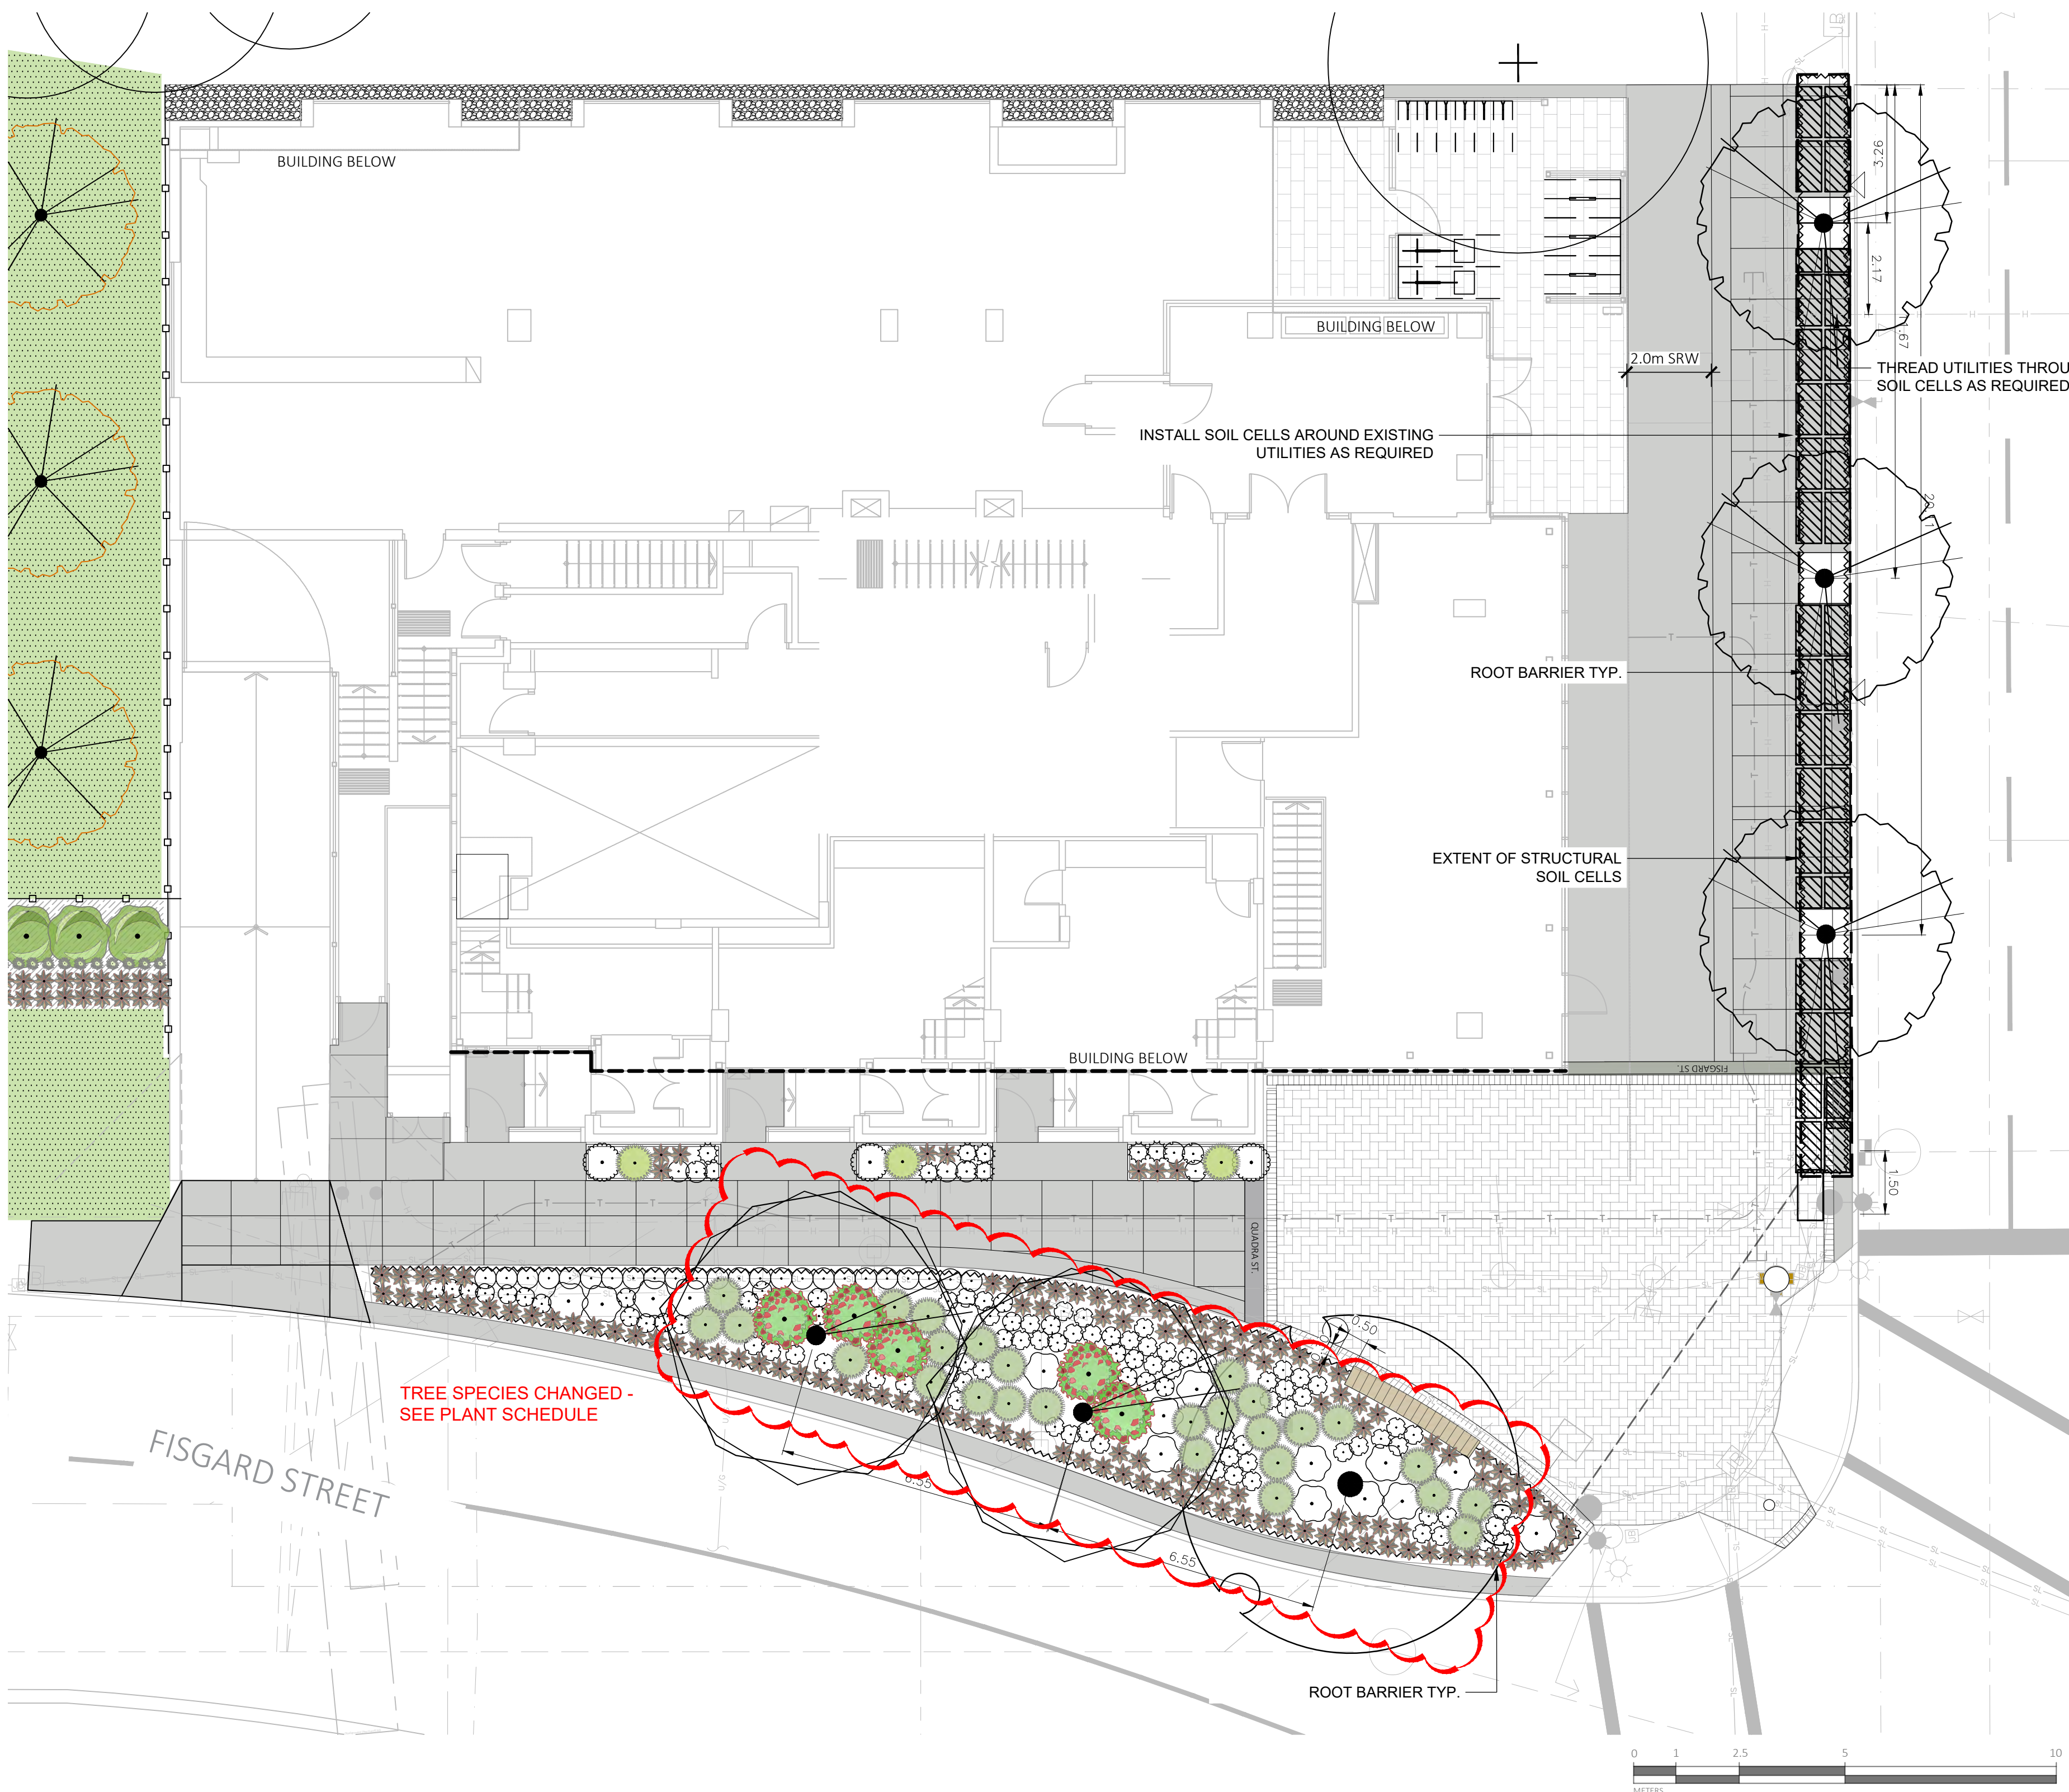 BUILDING BELOW
3.26
2.17
BUILDING BELOW
2.0m SRW
THREAD UTILITIES THROU
SOIL CELLS AS REQUIRED
INSTALL SOIL CELLS AROUND EXISTING
UTILITIES AS REQUIRED
ROOT BARRIER TYP.
EXTENT OF STRUCTURAL
SOIL CELLS
BUILDING BELOW
FISGARD ST.
1.50
QUADRA ST.
0.50
TREE SPECIES CHANGED -
SEE PLANT SCHEDULE
FISGARD STREET
6.55
6.55
ROOT BARRIER TYP.
0 1 2.5 5 10
METERS